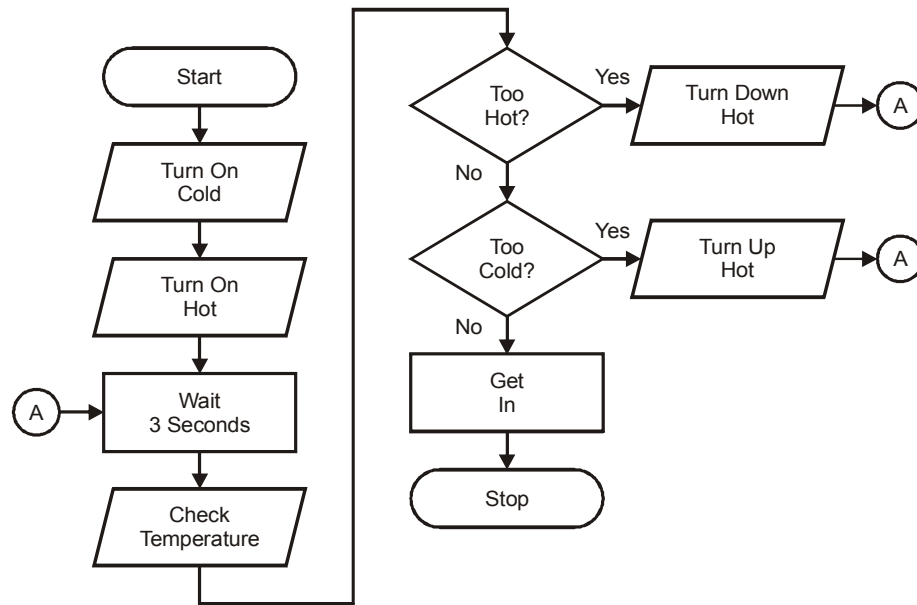 Start
Turn On
Cold
Turn On
Hot
A
Wait
3 Seconds
Check
Temperature
Too
Hot?
Yes
Turn Down
Hot
A
No
Too
Cold?
Yes
Turn Up
Hot
A
No
Get
In
Stop